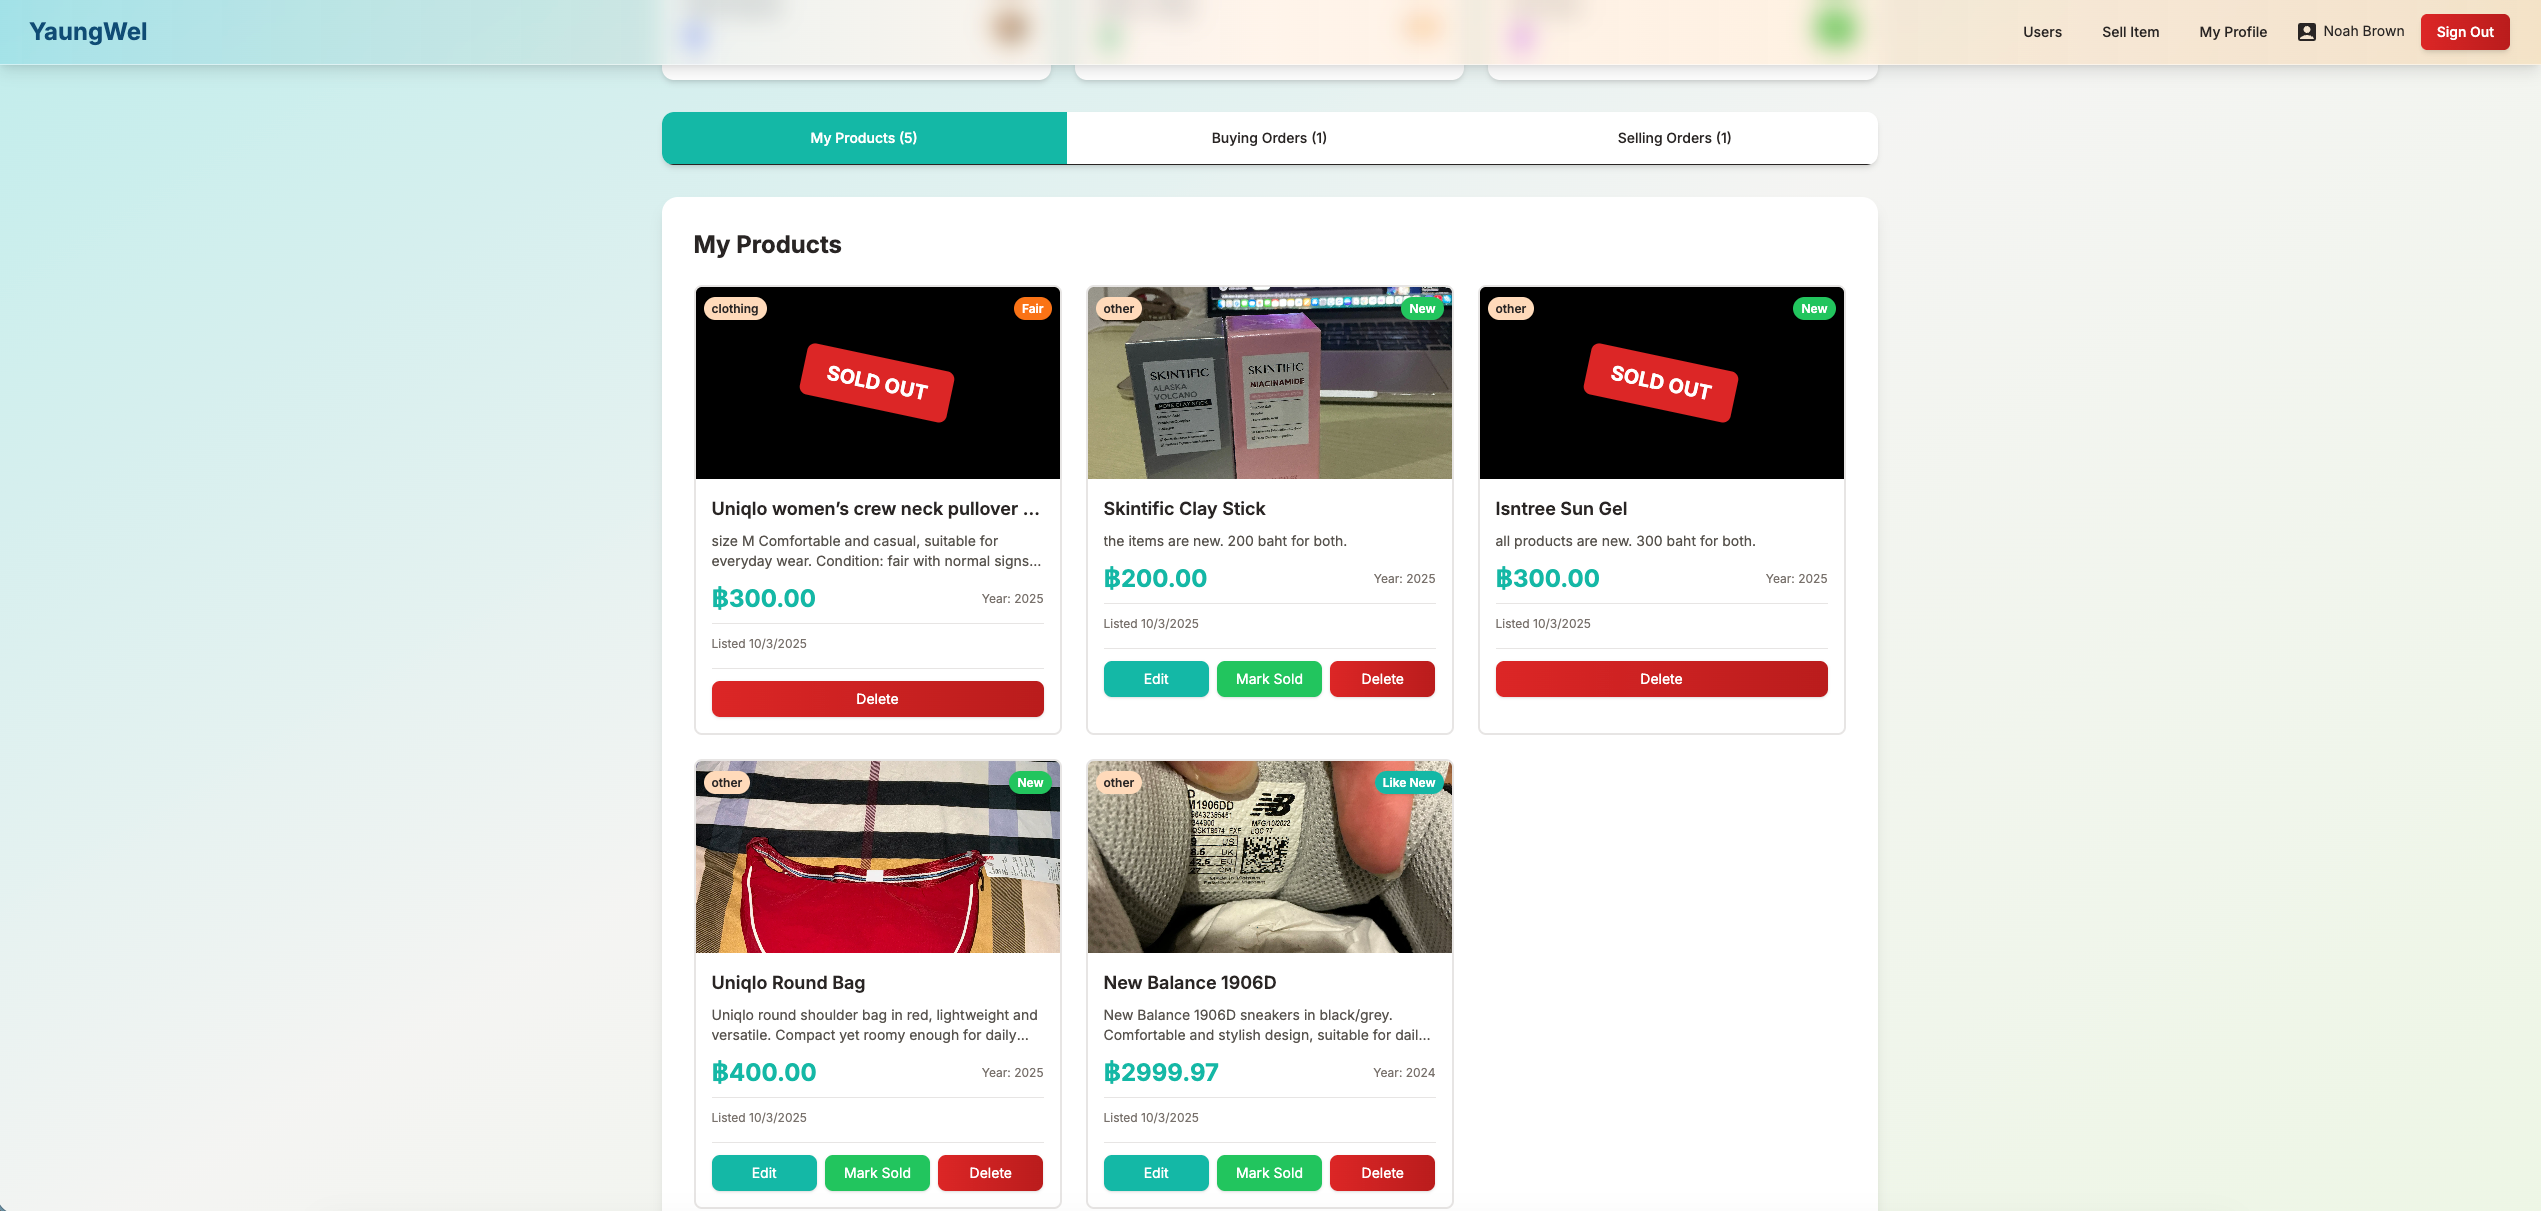 YaungWel
Users
Sell Item
My Profile
Noah Brown
Sign Out
My Products (5)
Buying Orders (1)
Selling Orders (1)
My Products
clothing
Fair
SOLD OUT
Uniqlo women’s crew neck pullover ...
size M Comfortable and casual, suitable for
everyday wear. Condition: fair with normal signs...
฿300.00
Year: 2025
Listed 10/3/2025
Delete
other
New
SKINTIFIC
ALASKA
VOLCANO
SKINTIFIC
NIACINAMIDE
Skintific Clay Stick
the items are new. 200 baht for both.
฿200.00
Year: 2025
Listed 10/3/2025
Edit
Mark Sold
Delete
other
New
SOLD OUT
Isntree Sun Gel
all products are new. 300 baht for both.
฿300.00
Year: 2025
Listed 10/3/2025
Delete
other
New
Uniqlo Round Bag
Uniqlo round shoulder bag in red, lightweight and
versatile. Compact yet roomy enough for daily...
฿400.00
Year: 2025
Listed 10/3/2025
Edit
Mark Sold
Delete
other
Like New
D
M1906DD
NB
MFG/10/2022
US
UK
EU
27 CM
New Balance 1906D
New Balance 1906D sneakers in black/grey.
Comfortable and stylish design, suitable for dail...
฿2999.97
Year: 2024
Listed 10/3/2025
Edit
Mark Sold
Delete